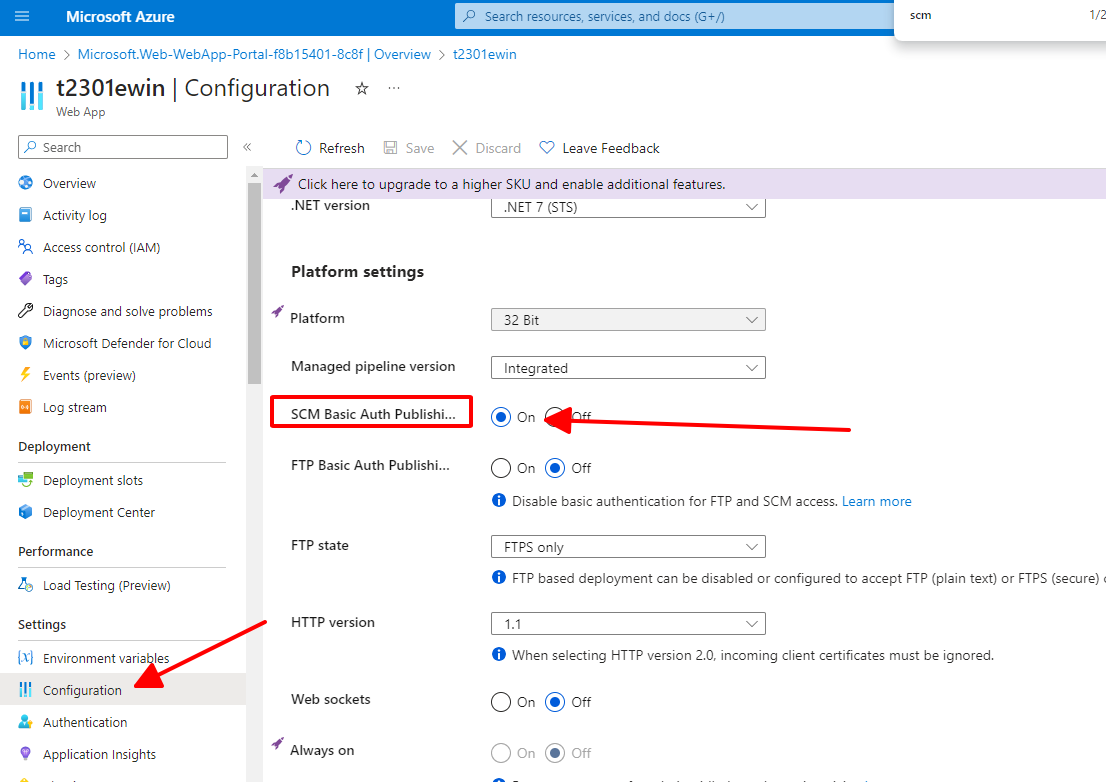 Microsoft Azure
Search resources, services, and docs (G+/)
scm
1/2
Home > Microsoft.Web-WebApp-Portal-f8b15401-8c8f | Overview > t2301ewin
t2301ewin | Configuration
Web App
Search
Refresh
Save
Discard
Leave Feedback
Overview
Activity log
Access control (IAM)
Tags
Diagnose and solve problems
Microsoft Defender for Cloud
Events (preview)
Log stream
Deployment
Deployment slots
Deployment Center
Performance
Load Testing (Preview)
Settings
Environment variables
Configuration
Authentication
Application Insights
Click here to upgrade to a higher SKU and enable additional features.
.NET version
.NET 7 (STS)
Platform settings
Platform
32 Bit
Managed pipeline version
Integrated
SCM Basic Auth Publishi...
On Off
FTP Basic Auth Publishi...
On Off
Disable basic authentication for FTP and SCM access. Learn more
FTP state
FTPS only
FTP based deployment can be disabled or configured to accept FTP (plain text) or FTPS (secure)
HTTP version
1.1
When selecting HTTP version 2.0, incoming client certificates must be ignored.
Web sockets
On Off
Always on
On Off